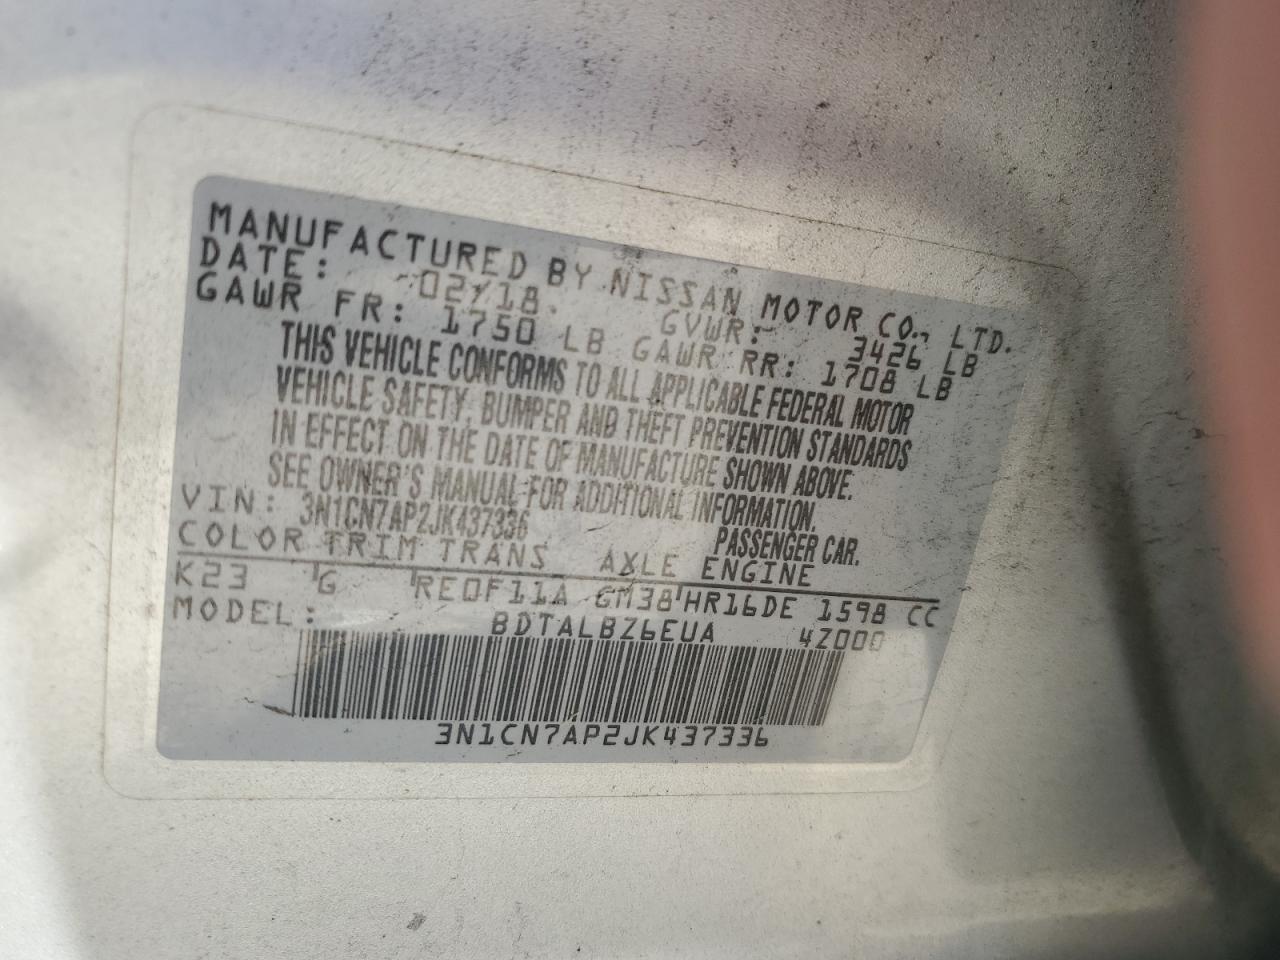 MANUFACTURED BY NISSAN MOTOR CO., LTD.
DATE: 02/18 GVWR: 3426 LB
GAWR FR: 1750 LB GAWR RR: 1708 LB
THIS VEHICLE CONFORMS TO ALL APPLICABLE FEDERAL MOTOR
VEHICLE SAFETY, BUMPER AND THEFT PREVENTION STANDARDS
IN EFFECT ON THE DATE OF MANUFACTURE SHOWN ABOVE.
SEE OWNER'S MANUAL FOR ADDITIONAL INFORMATION.
VIN: 3N1CN7AP2JK437336 PASSENGER CAR.
COLOR TRIM TRANS AXLE ENGINE
K23 G RE0F11A GM38 HR16DE 1598 CC
MODEL: BDTALBZ6EUA 4Z000
3N1CN7AP2JK437336